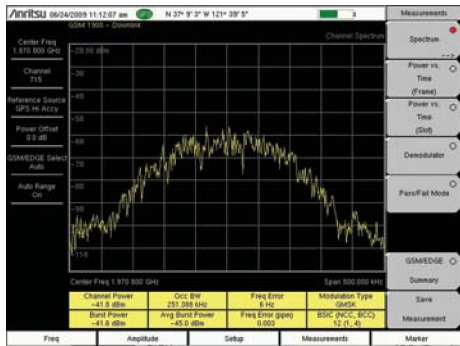 Anritsu 06/24/2009 11:12:07 am N 37° 9' 3" W 121° 39' 5"
Measurements
GSM 1900 - Downlink
Channel Spectrum
Spectrum
-->
Center Freq
1.970 000 GHz
-20.00 dBm
-30
Power vs.
Time
(Frame)
Channel
715
-40
Reference Source
GPS Hi Accy
Power vs.
Time
(Slot)
-50
Power Offset
0.0 dB
-60
Demodulator
GSM/EDGE Select
Auto
-80
Auto Range
On
-90
Pass/Fail Mode
-110
GSM/EDGE
Summary
Center Freq 1.970 000 GHz
Span 500.000 kHz
Channel Power
-41.8 dBm
Occ BW
251.388 kHz
Freq Error
6 Hz
Modulation Type
GMSK
Save
Measurement
Burst Power
-41.6 dBm
Avg Burst Power
-45.0 dBm
Freq Error (ppm)
0.003
BSIC (NCC, BCC)
12 (1, 4)
Freq
Amplitude
Setup
Measurements
Marker